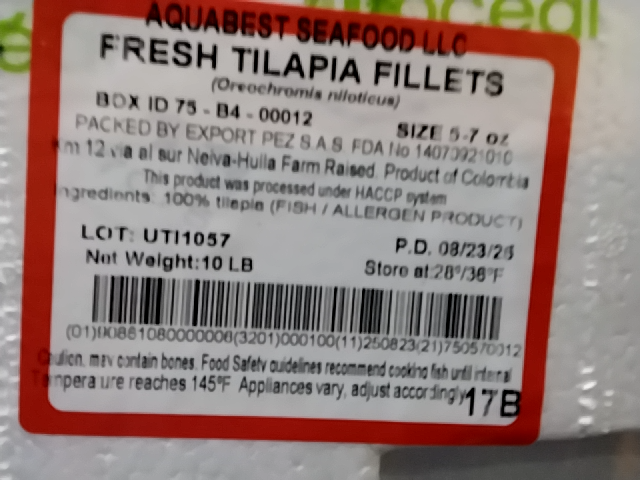 AQUABEST SEAFOOD LLC
FRESH TILAPIA FILLETS
(Oreochromis niloticus)
BOX ID 75 - B4 - 00012
SIZE 5-7 oz
PACKED BY EXPORT PEZ S.A.S. FDA No 14070921010
Km 12 via al sur Neiva-Huila Farm Raised. Product of Colombia
This product was processed under HACCP system
Ingredients: 100% tilapia (FISH / ALLERGEN PRODUCT)
LOT: UTI1057
P.D. 08/23/25
Net Weight:10 LB
Store at:28°/36°F
(3201)000100(11)250823(21)750570012
Caution, may contain bones. Food Safety guidelines recommend cooking fish until internal
Temperature reaches 145°F Appliances vary, adjust accordingly
17B